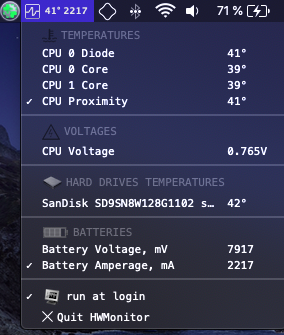 41° 2217 71 %
TEMPERATURES
CPU 0 Diode 41°
CPU 0 Core 39°
CPU 1 Core 39°
✓ CPU Proximity 41°
VOLTAGES
CPU Voltage 0.765V
HARD DRIVES TEMPERATURES
SanDisk SD9SN8W128G1102 s… 42°
BATTERIES
Battery Voltage, mV 7917
✓ Battery Amperage, mA 2217
✓ run at login
Quit HWMonitor